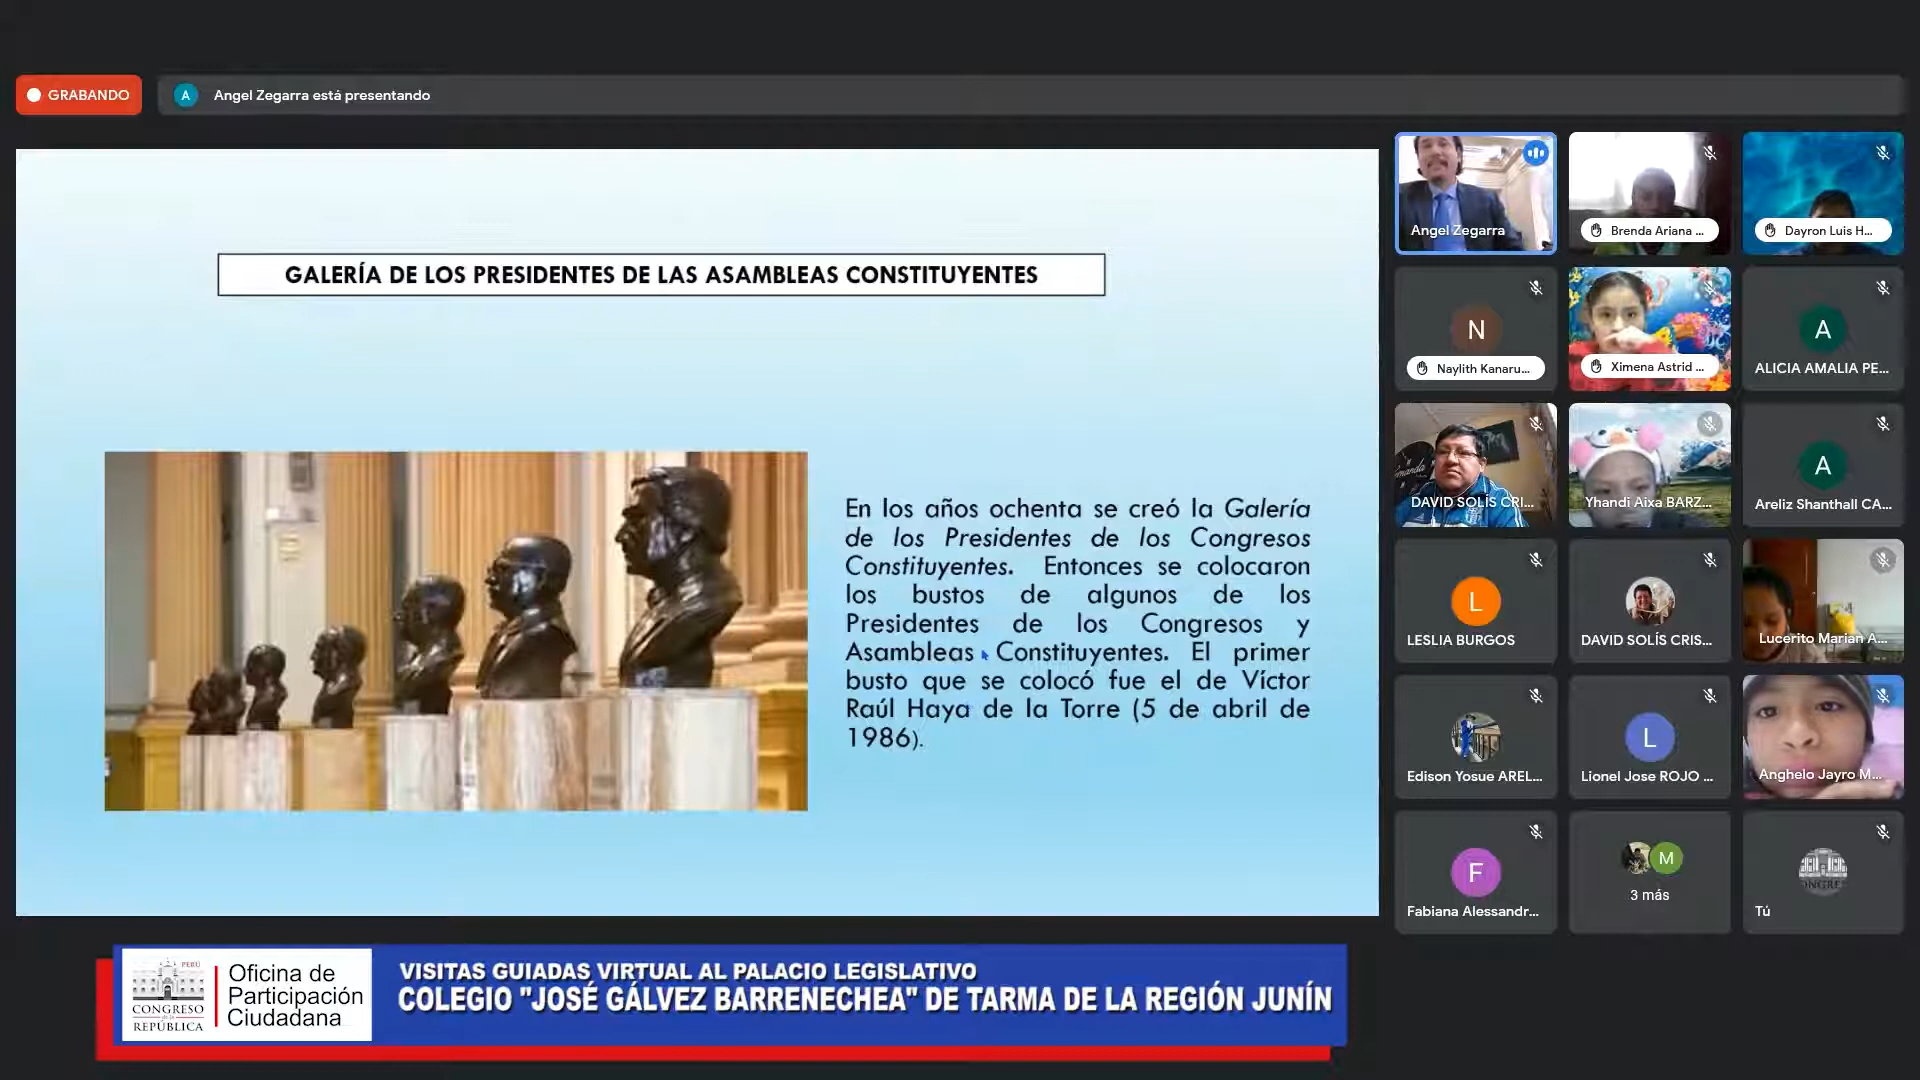 GRABANDO
A
Angel Zegarra está presentando
GALERÍA DE LOS PRESIDENTES DE LAS ASAMBLEAS CONSTITUYENTES
En los años ochenta se creó la Galería
de los Presidentes de los Congresos
Constituyentes. Entonces se colocaron
los bustos de algunos de los
Presidentes de los Congresos y
Asambleas Constituyentes. El primer
busto que se colocó fue el de Víctor
Raúl Haya de la Torre (5 de abril de
1986).
Angel Zegarra
Brenda Ariana ...
Dayron Luis H...
N
Naylith Kanaru...
Ximena Astrid ...
A
ALICIA AMALIA PE...
DAVID SOLÍS CRI...
Yhandi Aixa BARZ...
A
Areliz Shanthall CA...
L
LESLIA BURGOS
DAVID SOLÍS CRIS...
Lucerito Marian A...
Edison Yosue AREL...
L
Lionel Jose ROJO ...
Anghelo Jayro M...
F
Fabiana Alessandr...
M
3 más
Tú
PERÚ
CONGRESO
REPÚBLICA
Oficina de
Participación
Ciudadana
VISITAS GUIADAS VIRTUAL AL PALACIO LEGISLATIVO
COLEGIO "JOSÉ GÁLVEZ BARRENECHEA" DE TARMA DE LA REGIÓN JUNÍN